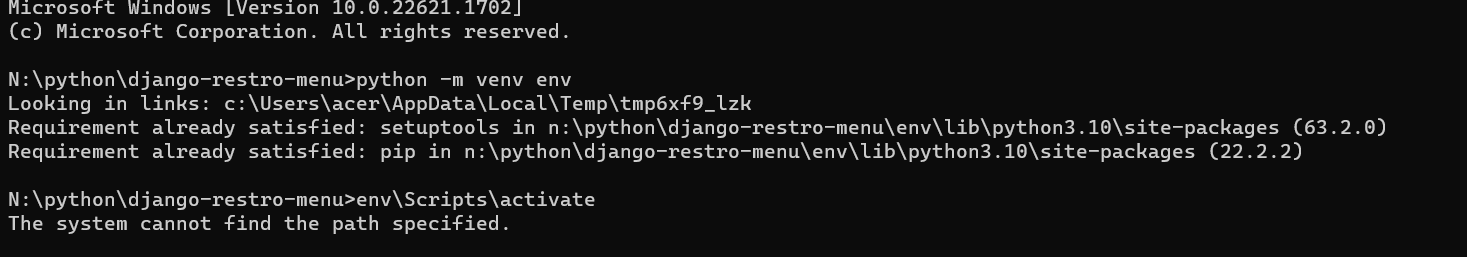 Microsoft Windows [Version 10.0.22621.1702]
(c) Microsoft Corporation. All rights reserved.
N:\python\django-restro-menu>python -m venv env
Looking in links: c:\Users\acer\AppData\Local\Temp\tmp6xf9_lzk
Requirement already satisfied: setuptools in n:\python\django-restro-menu\env\lib\python3.10\site-packages (63.2.0)
Requirement already satisfied: pip in n:\python\django-restro-menu\env\lib\python3.10\site-packages (22.2.2)
N:\python\django-restro-menu>env\Scripts\activate
The system cannot find the path specified.